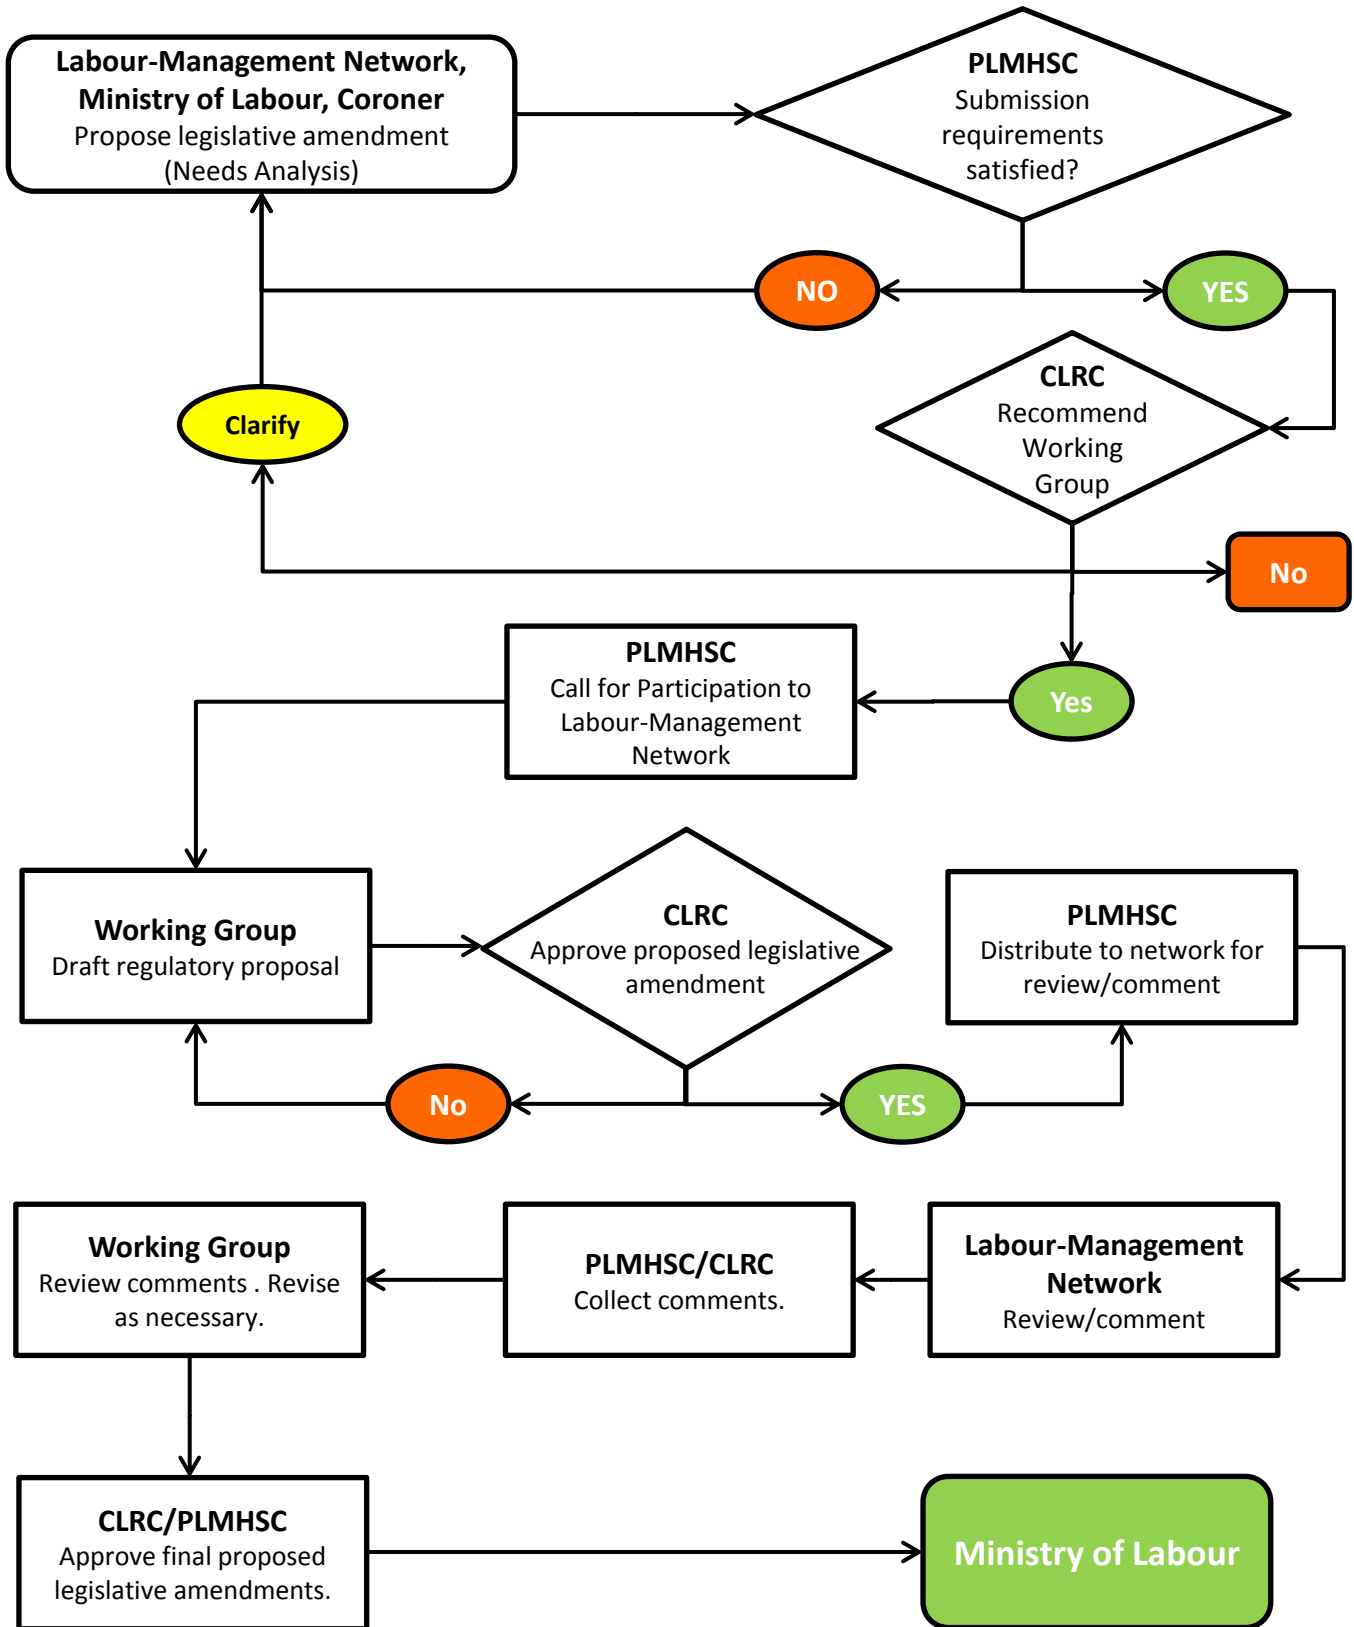 Labour-Management Network,
Ministry of Labour, Coroner
Propose legislative amendment
(Needs Analysis)
PLMHSC
Submission
requirements
satisfied?
NO
YES
CLRC
Recommend
Working
Group
Clarify
No
Yes
PLMHSC
Call for Participation to
Labour-Management
Network
Working Group
Draft regulatory proposal
CLRC
Approve proposed legislative
amendment
PLMHSC
Distribute to network for
review/comment
No
YES
Working Group
Review comments . Revise
as necessary.
PLMHSC/CLRC
Collect comments.
Labour-Management
Network
Review/comment
CLRC/PLMHSC
Approve final proposed
legislative amendments.
Ministry of Labour